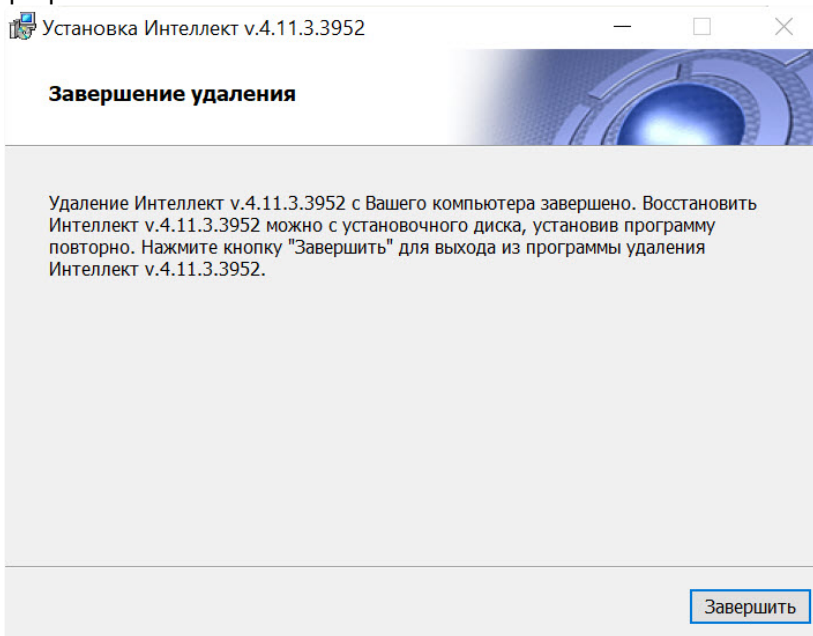 Установка Интеллект v.4.11.3.3952
Завершение удаления
Удаление Интеллект v.4.11.3.3952 с Вашего компьютера завершено. Восстановить
Интеллект v.4.11.3.3952 можно с установочного диска, установив программу
повторно. Нажмите кнопку "Завершить" для выхода из программы удаления
Интеллект v.4.11.3.3952.
Завершить